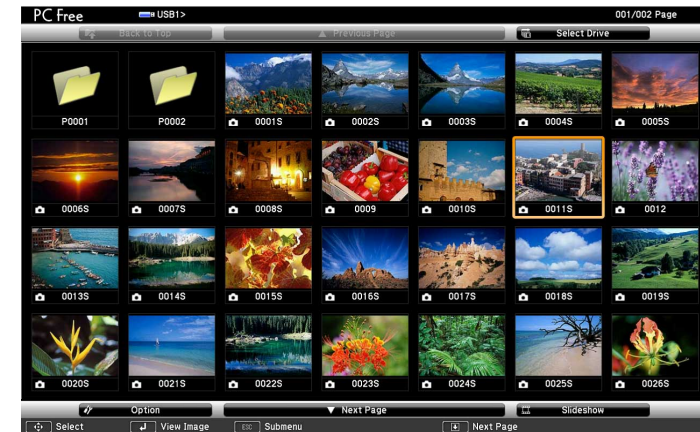 PC Free USB1> 001/002 Page
Back to Top ▲ Previous Page Select Drive
P0001 P0002 0001S 0002S 0003S 0004S 0005S
0006S 0007S 0008S 0009 0010S 0011S 0012
0013S 0014S 0015S 0016S 0017S 0018S 0019S
0020S 0021S 0022S 0023S 0024S 0025S 0026S
Option ▼ Next Page Slideshow
Select View Image Esc Submenu Next Page